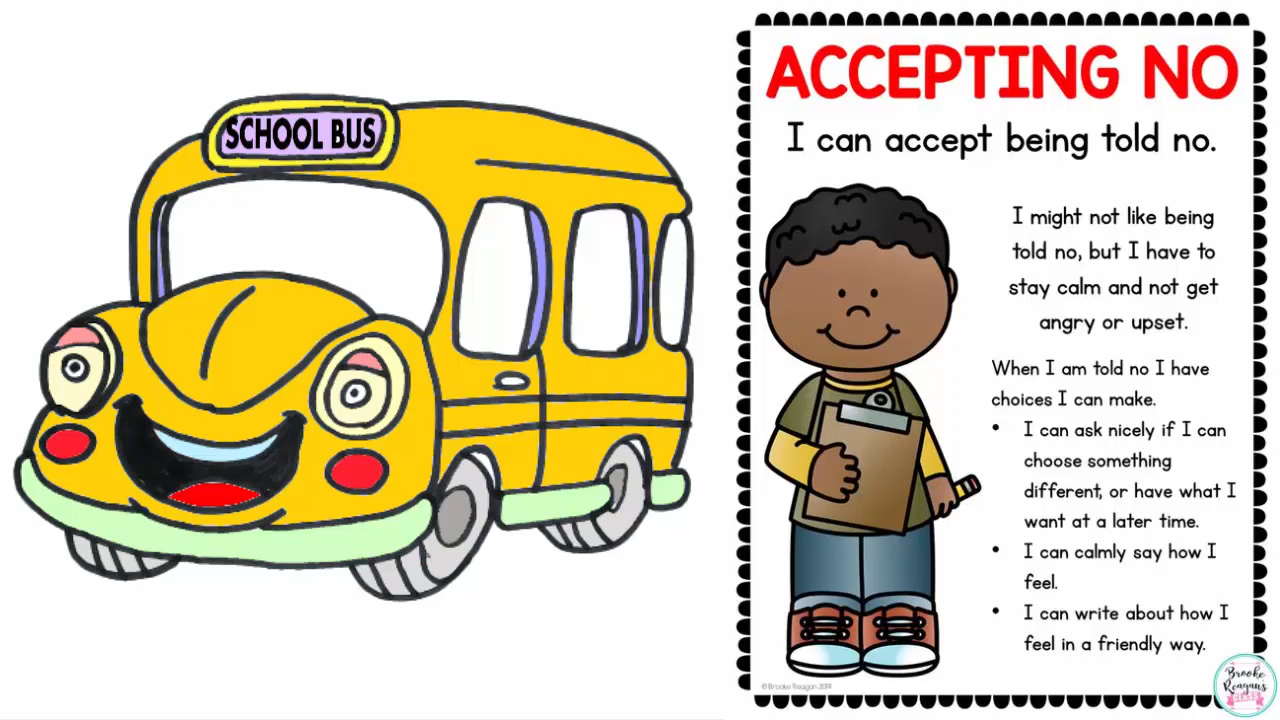 SCHOOL BUS
ACCEPTING NO
I can accept being told no.
I might not like being
told no, but I have to
stay calm and not get
angry or upset.
When I am told no I have
choices I can make.
• I can ask nicely if I can
choose something
different, or have what I
want at a later time.
• I can calmly say how I
feel.
• I can write about how I
feel in a friendly way.
© Brooke Reagan 2019
Brooke
Reagan's
CLASS